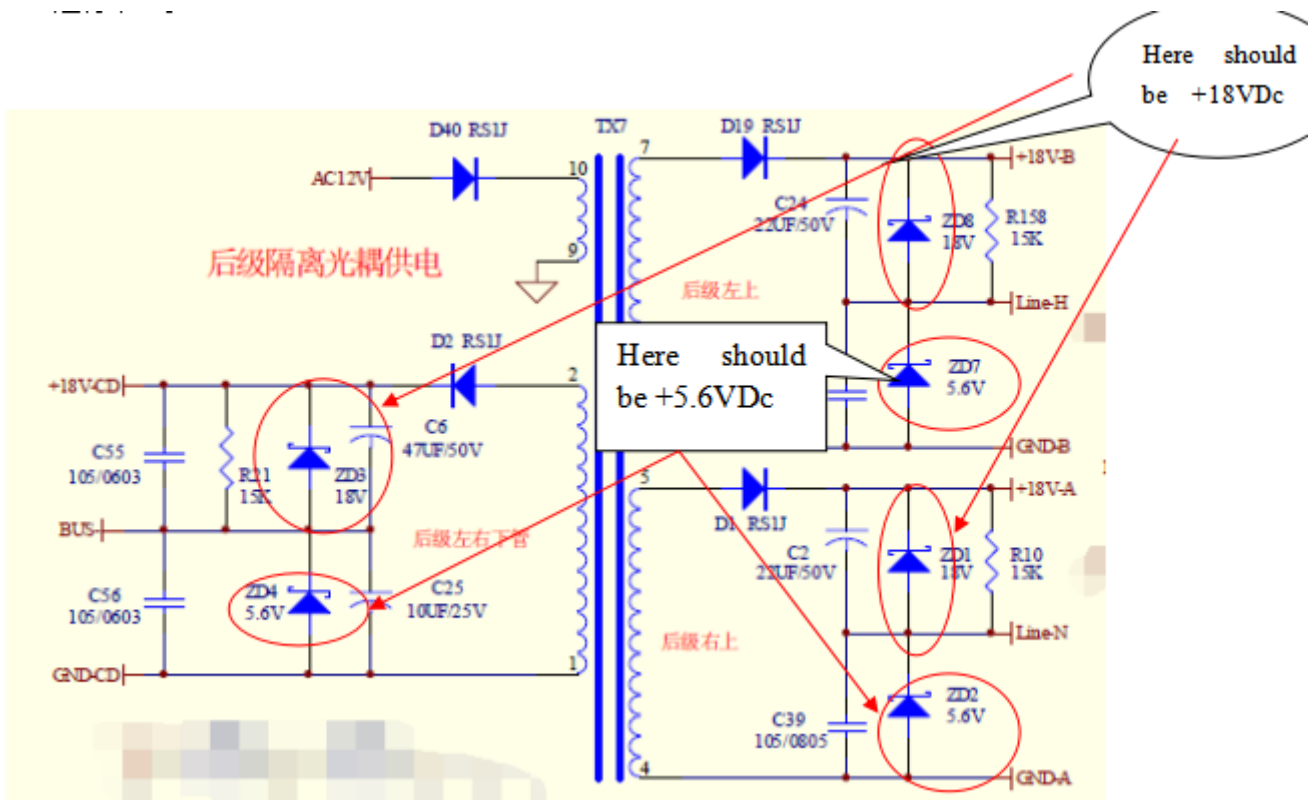 Here should
be +18VDc
D40 RS1J
TX7
D19 RS1J
AC12V
10
7
+18V-B
C24
22UF/50V
ZD8
18V
R158
15K
后级隔离光耦供电
9
后级左上
Line-H
D2 RS1J
Here should
be +5.6VDc
ZD7
5.6V
+18V-CD
2
C6
47UF/50V
GND-B
C55
105/0603
R21
15K
ZD3
18V
5
+18V-A
D1 RS1J
BUS
后级左右下管
C2
22UF/50V
ZD1
18V
R10
15K
C56
105/0603
ZD4
5.6V
C25
10UF/25V
后级右上
Line-N
GND-CD
1
ZD2
5.6V
C39
105/0805
4
GND-A